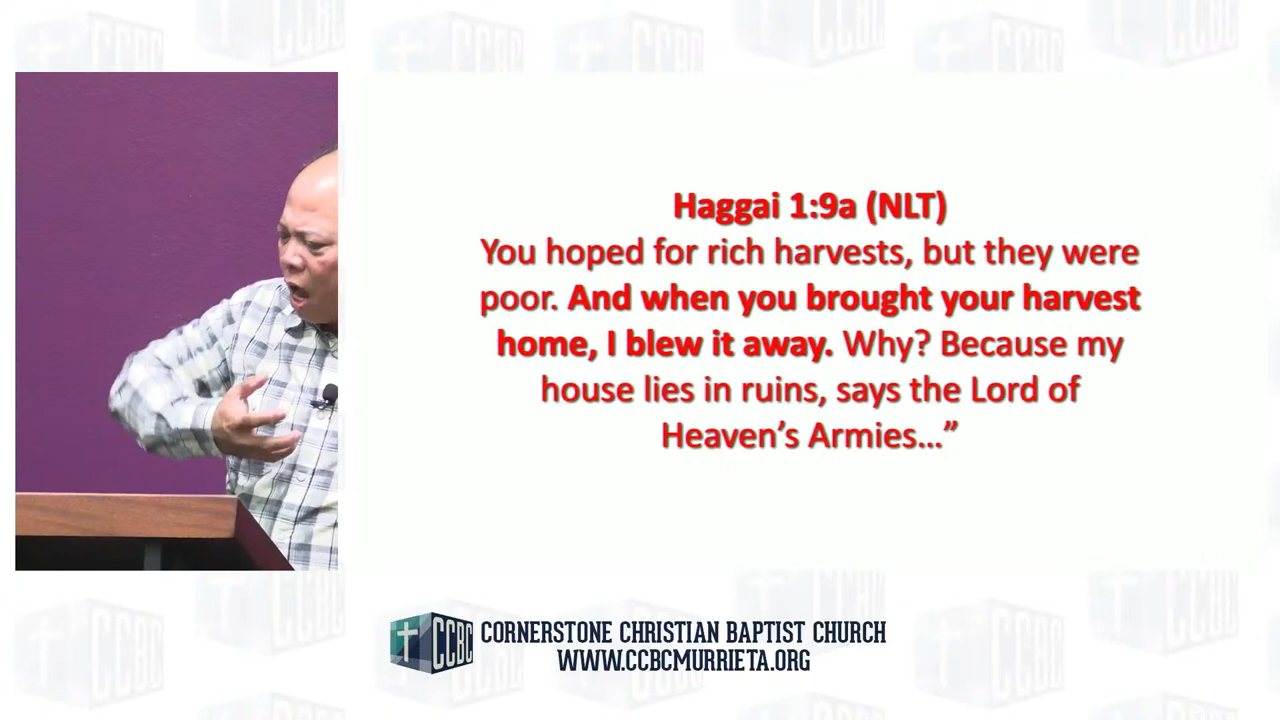 Haggai 1:9a (NLT)
You hoped for rich harvests, but they were
poor. And when you brought your harvest
home, I blew it away. Why? Because my
house lies in ruins, says the Lord of
Heaven’s Armies…”
CCBC
CORNERSTONE CHRISTIAN BAPTIST CHURCH
WWW.CCBCMURRIETA.ORG